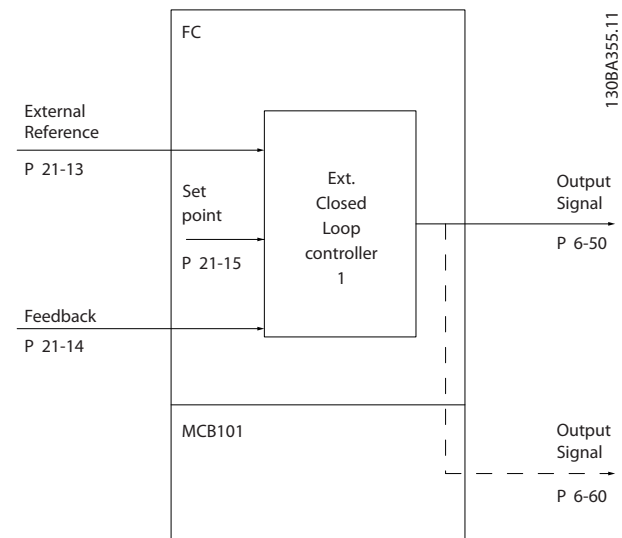 FC
130BA355.11
External
Reference
P 21-13
Set
point
P 21-15
Ext.
Closed
Loop
controller
1
Output
Signal
P 6-50
Feedback
P 21-14
MCB101
Output
Signal
P 6-60